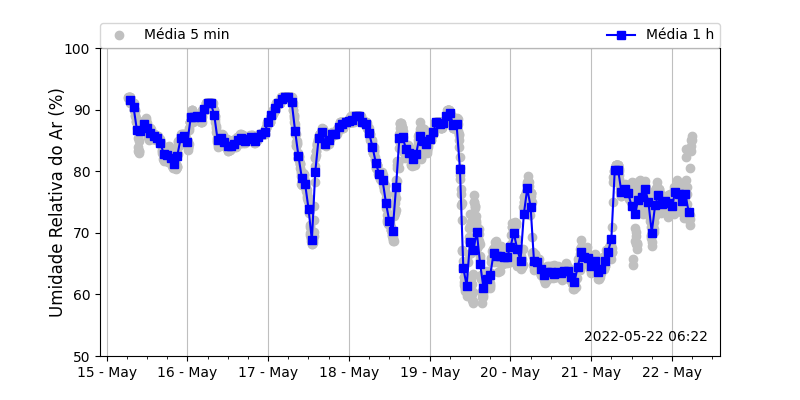 Média 5 min
Média 1 h
Umidade Relativa do Ar (%)
100
90
80
70
60
50
2022-05-22 06:22
15 - May
16 - May
17 - May
18 - May
19 - May
20 - May
21 - May
22 - May